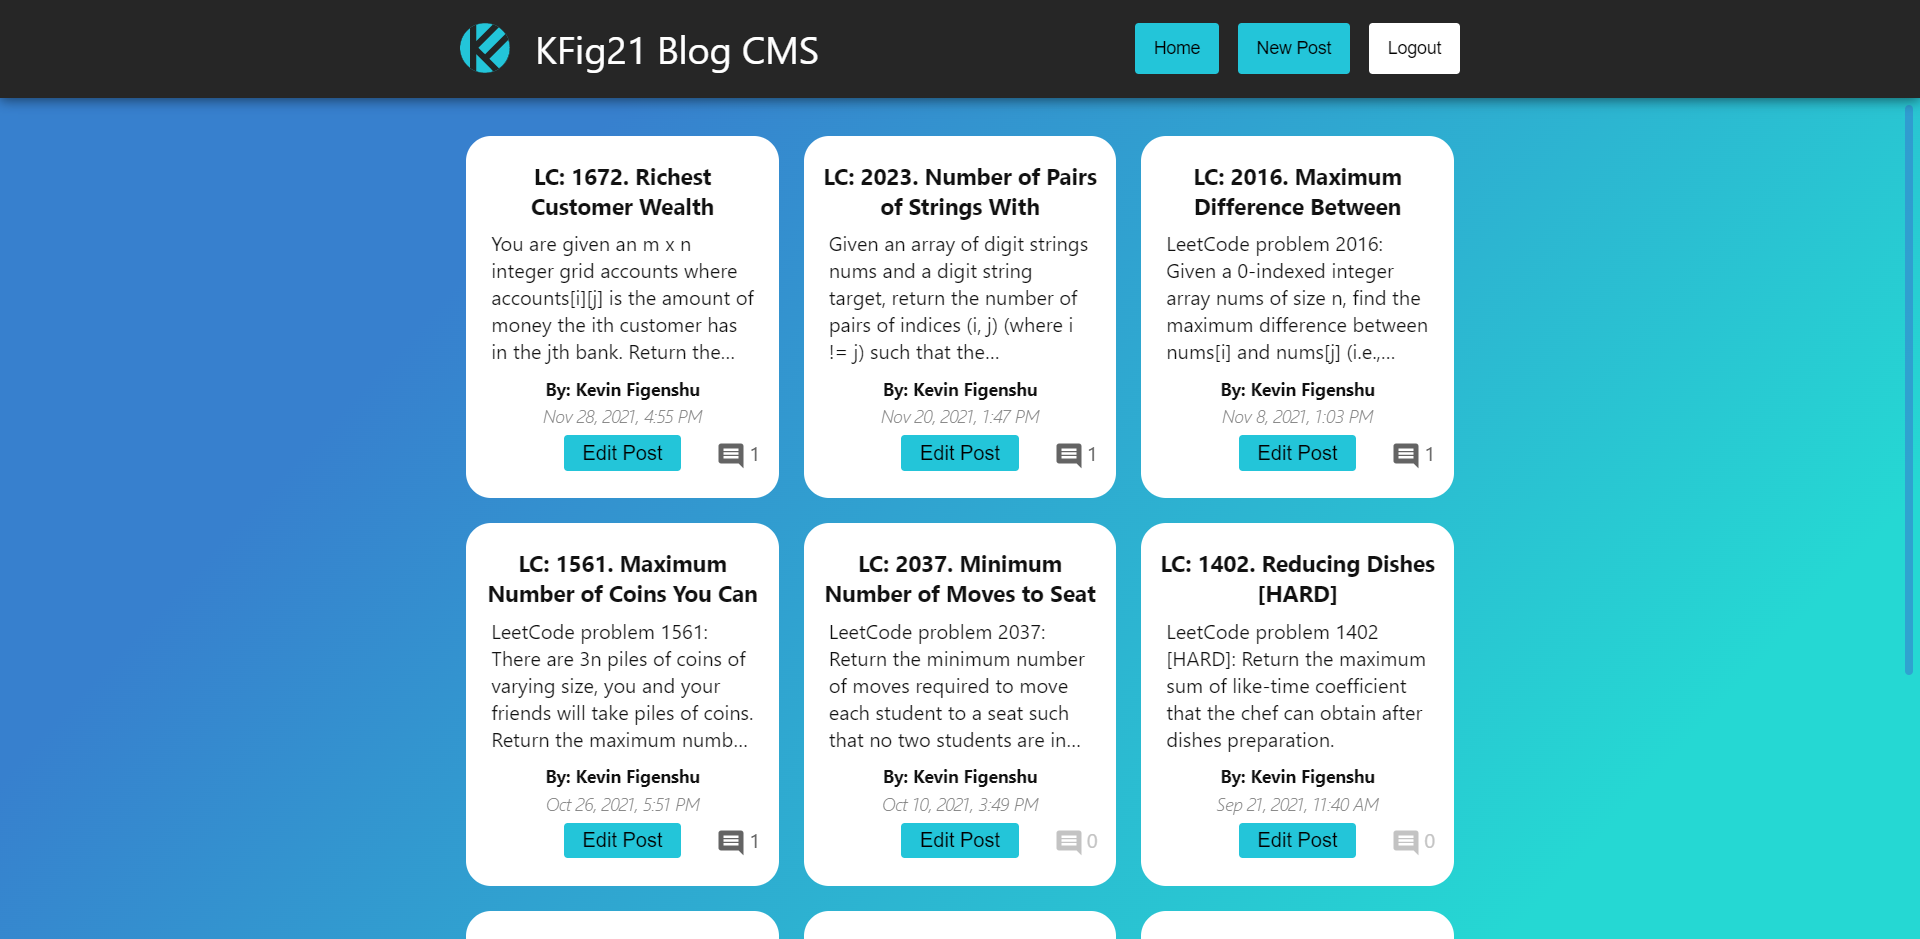 KFig21 Blog CMS
Home
New Post
Logout
LC: 1672. Richest
Customer Wealth
You are given an m x n
integer grid accounts where
accounts[i][j] is the amount of
money the ith customer has
in the jth bank. Return the...
By: Kevin Figenshu
Nov 28, 2021, 4:55 PM
Edit Post
1
LC: 2023. Number of Pairs
of Strings With
Given an array of digit strings
nums and a digit string
target, return the number of
pairs of indices (i, j) (where i
!= j) such that the...
By: Kevin Figenshu
Nov 20, 2021, 1:47 PM
Edit Post
1
LC: 2016. Maximum
Difference Between
LeetCode problem 2016:
Given a 0-indexed integer
array nums of size n, find the
maximum difference between
nums[i] and nums[j] (i.e.,...
By: Kevin Figenshu
Nov 8, 2021, 1:03 PM
Edit Post
1
LC: 1561. Maximum
Number of Coins You Can
LeetCode problem 1561:
There are 3n piles of coins of
varying size, you and your
friends will take piles of coins.
Return the maximum numb...
By: Kevin Figenshu
Oct 26, 2021, 5:51 PM
Edit Post
1
LC: 2037. Minimum
Number of Moves to Seat
LeetCode problem 2037:
Return the minimum number
of moves required to move
each student to a seat such
that no two students are in...
By: Kevin Figenshu
Oct 10, 2021, 3:49 PM
Edit Post
0
LC: 1402. Reducing Dishes
[HARD]
LeetCode problem 1402
[HARD]: Return the maximum
sum of like-time coefficient
that the chef can obtain after
dishes preparation.
By: Kevin Figenshu
Sep 21, 2021, 11:40 AM
Edit Post
0